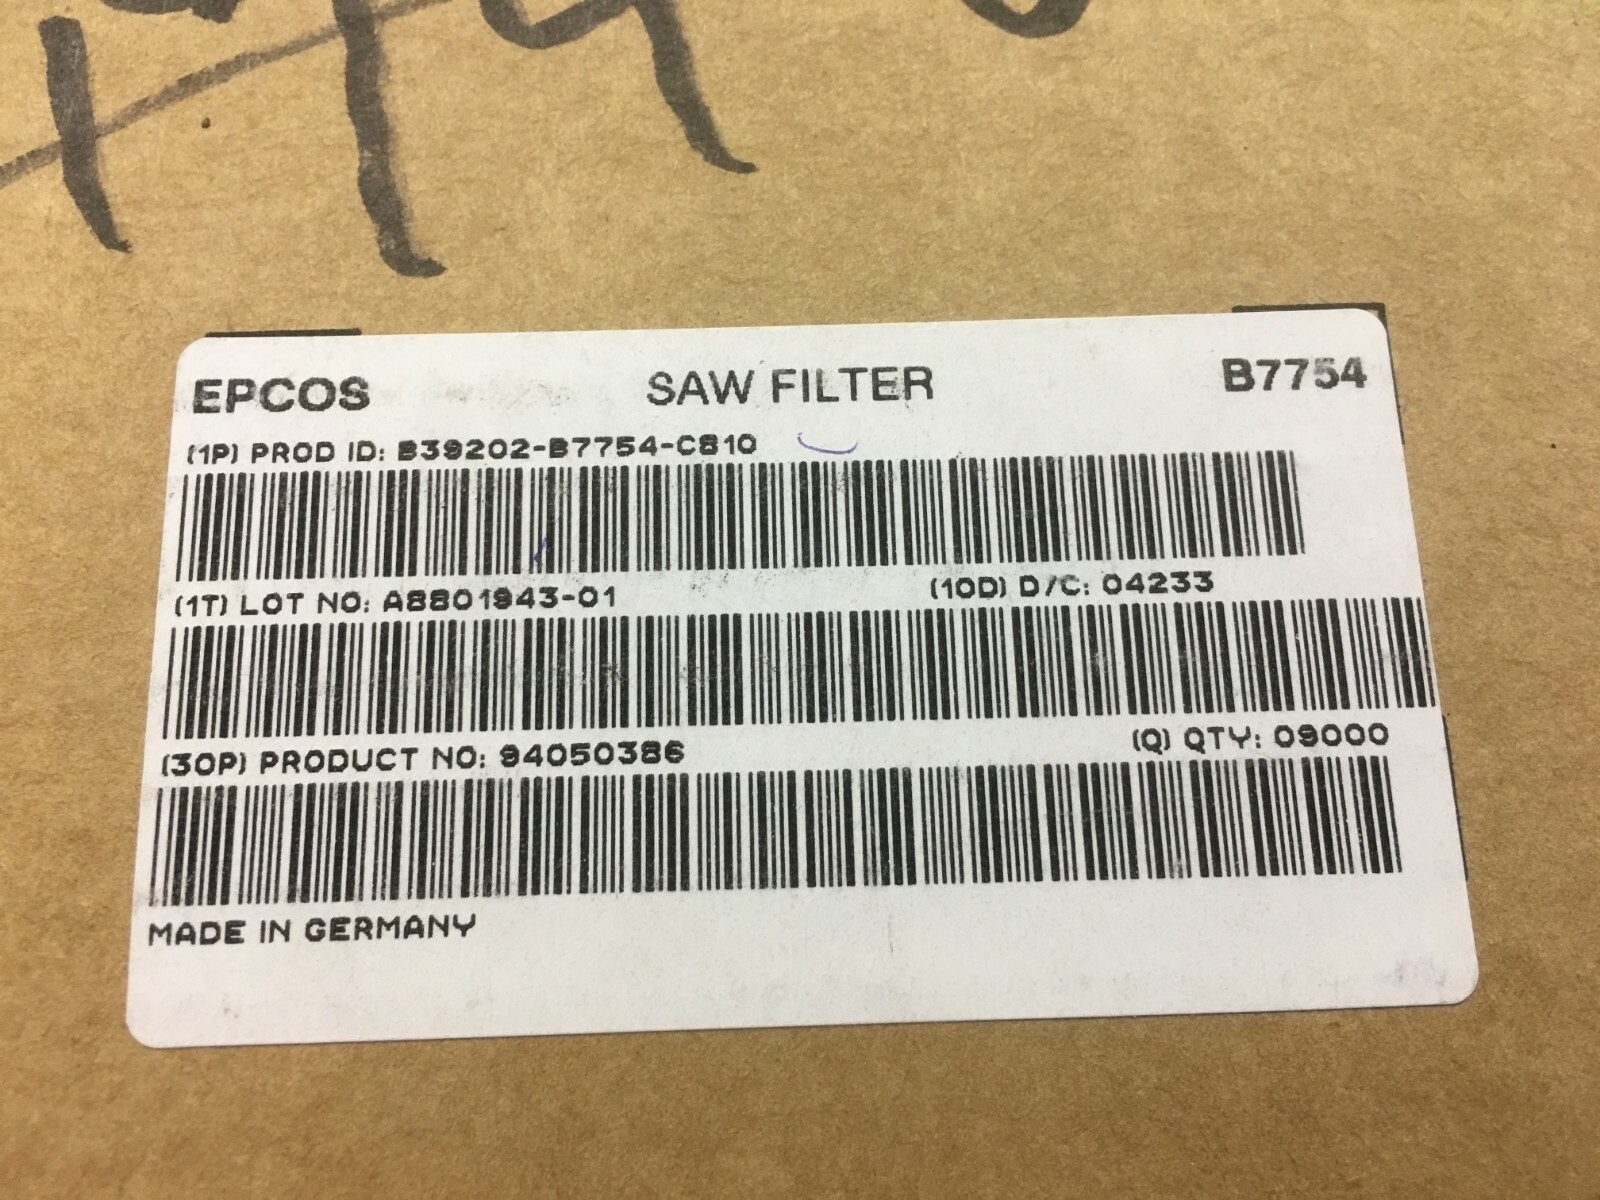 EPCOS SAW FILTER B7754
(1P) PROD ID: B39202-B7754-C810
(1T) LOT NO: A8801943-01 (10D) D/C: 04233
(30P) PRODUCT NO: 94050386 (Q) QTY: 09000
MADE IN GERMANY